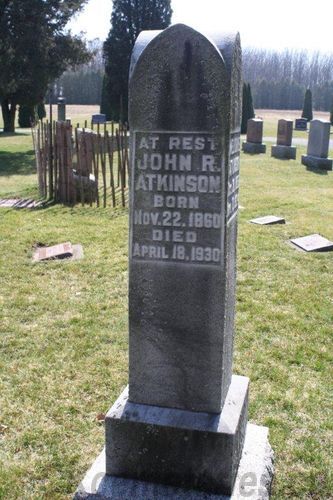 AT REST
JOHN R.
ATKINSON
BORN
NOV. 22, 1860
DIED
APRIL 18, 1930